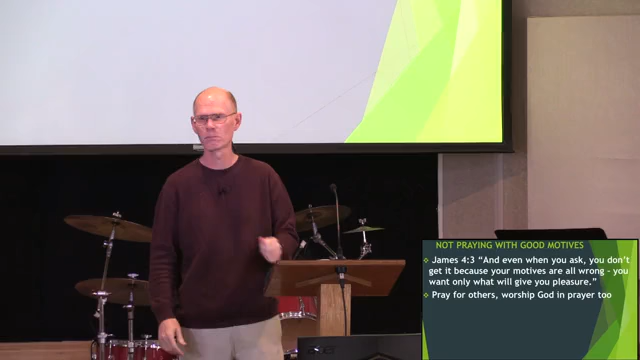 NOT PRAYING WITH GOOD MOTIVES
James 4:3 “And even when you ask, you don’t
get it because your motives are all wrong – you
want only what will give you pleasure.”
Pray for others, worship God in prayer too